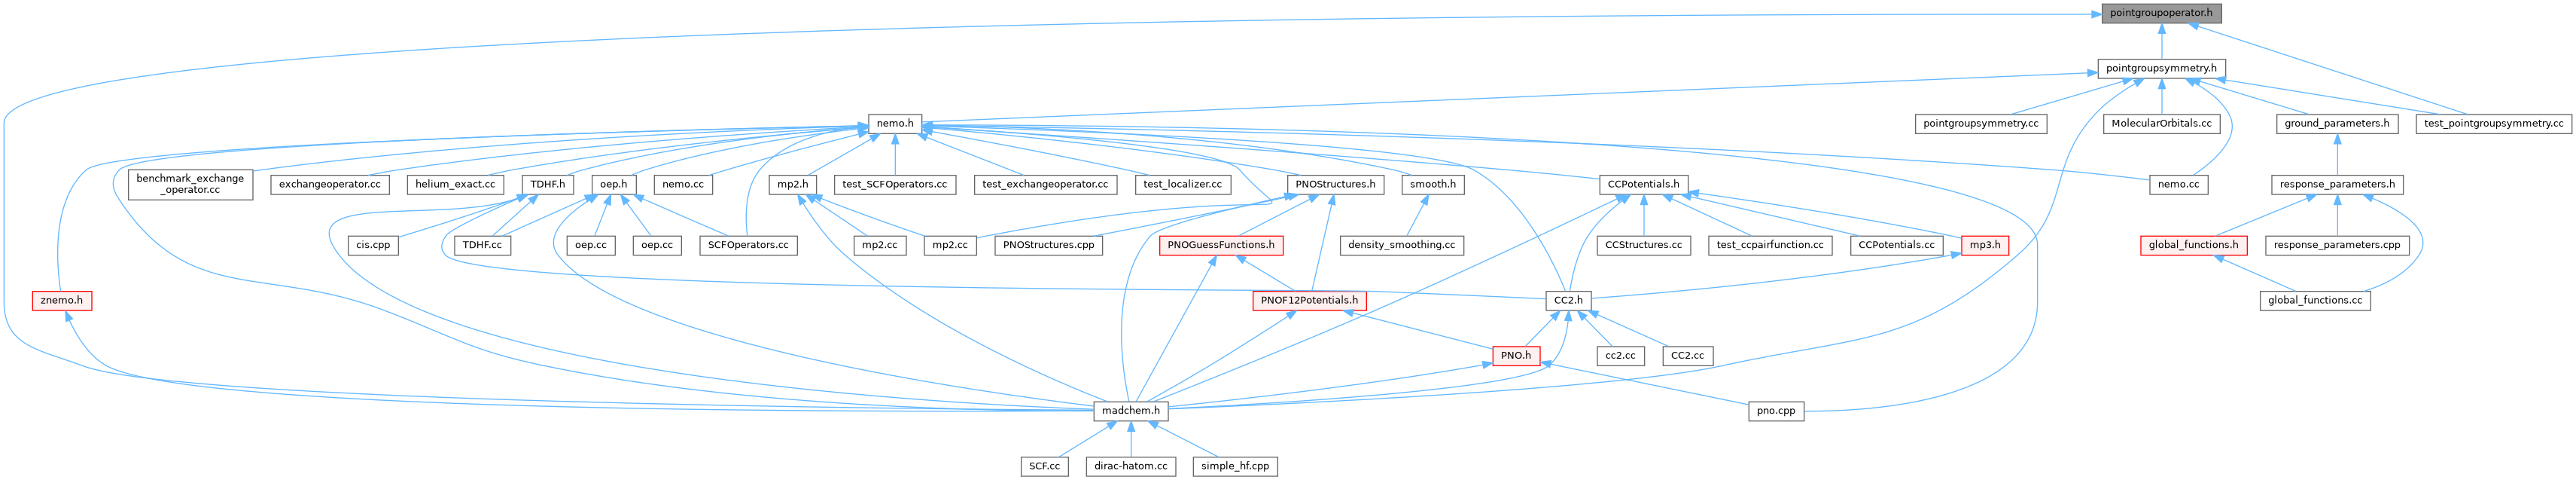 pointgroupoperator.h
pointgroupsymmetry.h
nemo.h
pointgroupsymmetry.cc
MolecularOrbitals.cc
ground_parameters.h
test_pointgroupsymmetry.cc
benchmark_exchange
_operator.cc
exchangeoperator.cc
helium_exact.cc
TDHF.h
oep.h
nemo.cc
mp2.h
test_SCFOperators.cc
test_exchangeoperator.cc
test_localizer.cc
PNOStructures.h
smooth.h
CCPotentials.h
nemo.cc
response_parameters.h
cis.cpp
TDHF.cc
oep.cc
oep.cc
SCFOperators.cc
mp2.cc
mp2.cc
PNOStructures.cpp
PNOGuessFunctions.h
density_smoothing.cc
CCStructures.cc
test_ccpairfunction.cc
CCPotentials.cc
mp3.h
global_functions.h
response_parameters.cpp
znemo.h
PNOF12Potentials.h
CC2.h
global_functions.cc
PNO.h
cc2.cc
CC2.cc
madchem.h
pno.cpp
SCF.cc
dirac-hatom.cc
simple_hf.cpp